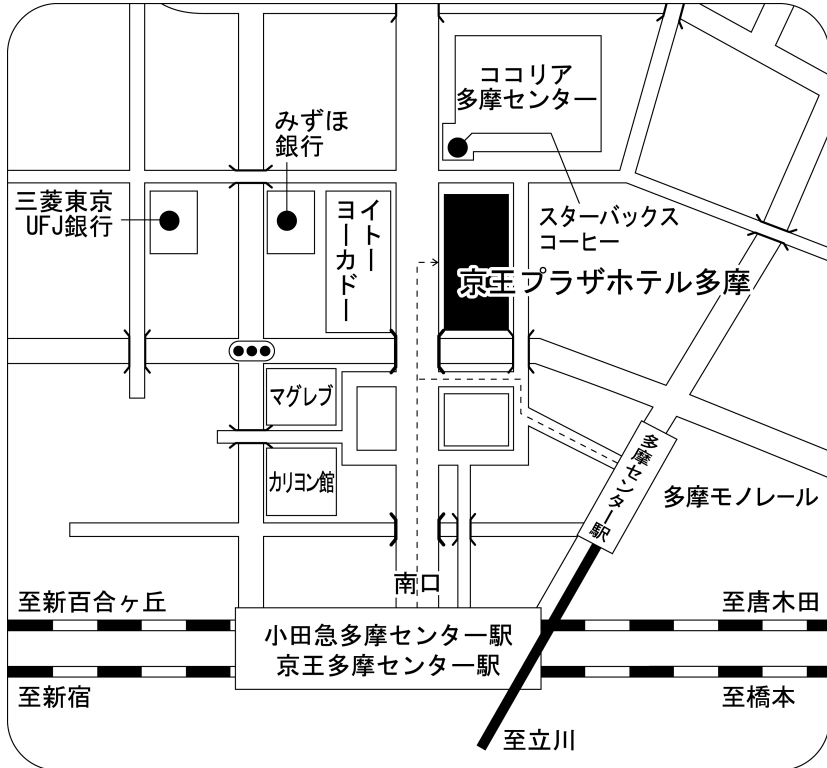 ココリア
多摩センター
みずほ
銀行
三菱東京
UFJ銀行
イトー
ヨーカドー
スターバックス
コーヒー
京王プラザホテル多摩
マグレブ
カリヨン館
多摩センター駅
多摩モノレール
南口
至新百合ヶ丘
至唐木田
小田急多摩センター駅
京王多摩センター駅
至新宿
至橋本
至立川